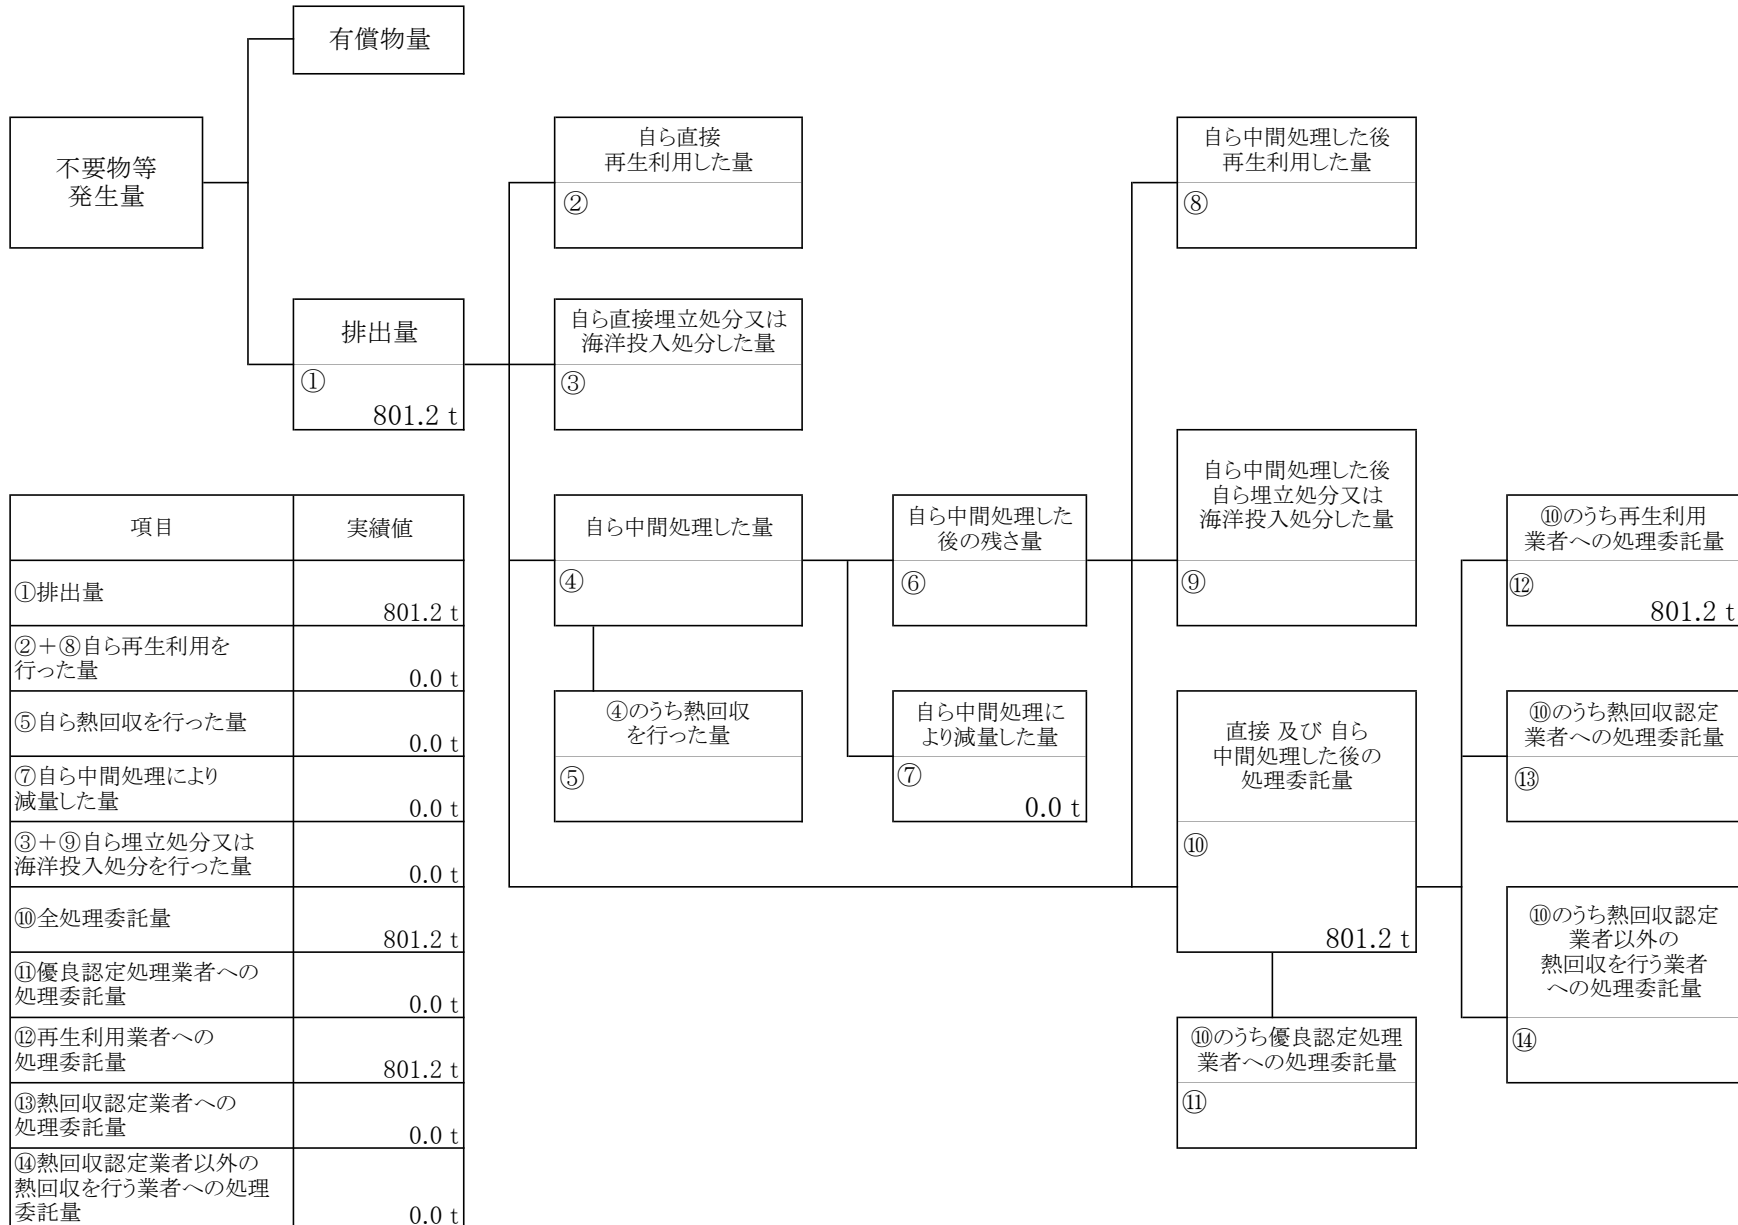 有償物量
不要物等
発生量
自ら直接
再生利用した量
②
自ら中間処理した後
再生利用した量
⑧
排出量
①
801.2 t
自ら直接埋立処分又は
海洋投入処分した量
③
自ら中間処理した量
④
自ら中間処理した
後の残さ量
⑥
自ら中間処理した後
自ら埋立処分又は
海洋投入処分した量
⑨
⑩のうち再生利用
業者への処理委託量
⑫
801.2 t
④のうち熱回収
を行った量
⑤
自ら中間処理に
より減量した量
⑦
0.0 t
直接 及び 自ら
中間処理した後の
処理委託量
⑩
801.2 t
⑩のうち熱回収認定
業者への処理委託量
⑬
⑩のうち熱回収認定
業者以外の
熱回収を行う業者
への処理委託量
⑭
⑩のうち優良認定処理
業者への処理委託量
⑪
項目 実績値
①排出量
801.2 t
②+⑧自ら再生利用を
行った量
0.0 t
⑤自ら熱回収を行った量
0.0 t
⑦自ら中間処理により
減量した量
0.0 t
③+⑨自ら埋立処分又は
海洋投入処分を行った量
0.0 t
⑩全処理委託量
801.2 t
⑪優良認定処理業者への
処理委託量
0.0 t
⑫再生利用業者への
処理委託量
801.2 t
⑬熱回収認定業者への
処理委託量
0.0 t
⑭熱回収認定業者以外の
熱回収を行う業者への処理
委託量
0.0 t